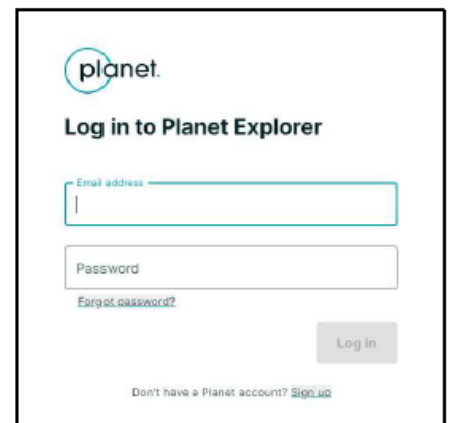 planet.
Log in to Planet Explorer
Email address
Password
Forgot password?
Log in
Don't have a Planet account? Sign up